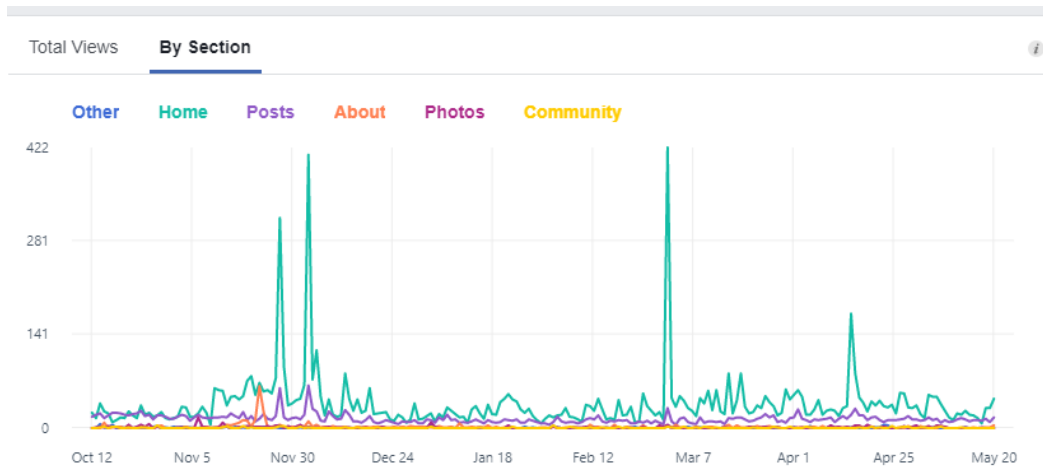 Total Views By Section i
Other Home Posts About Photos Community
422
281
141
0
Oct 12 Nov 5 Nov 30 Dec 24 Jan 18 Feb 12 Mar 7 Apr 1 Apr 25 May 20